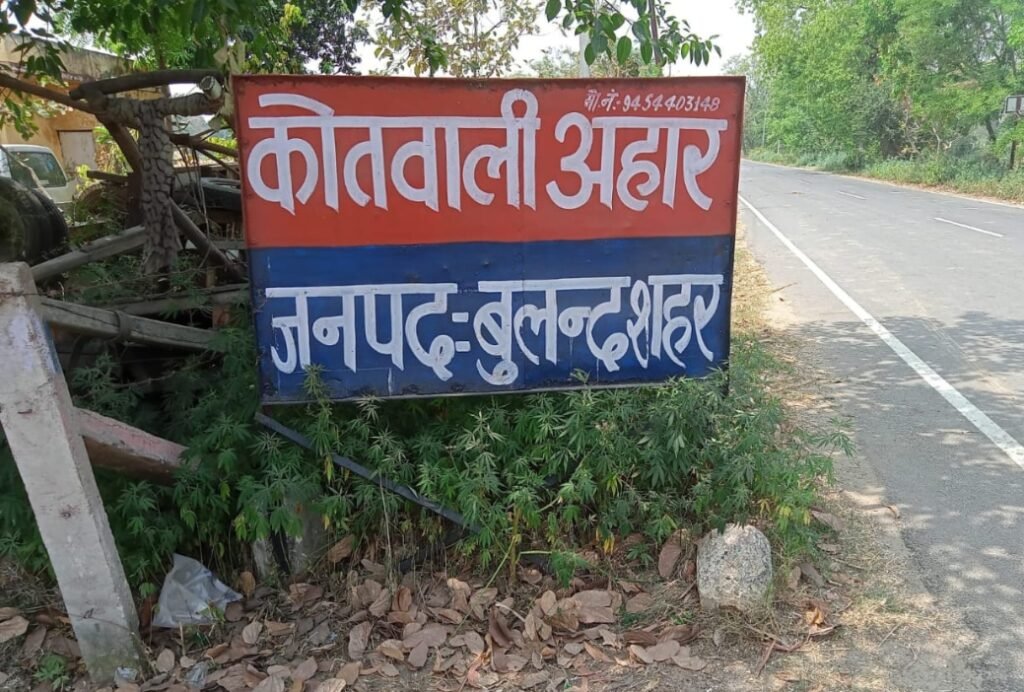 मो.नं:- 9454403148
कोतवाली अहार
जनपद:-बुलन्दशहर